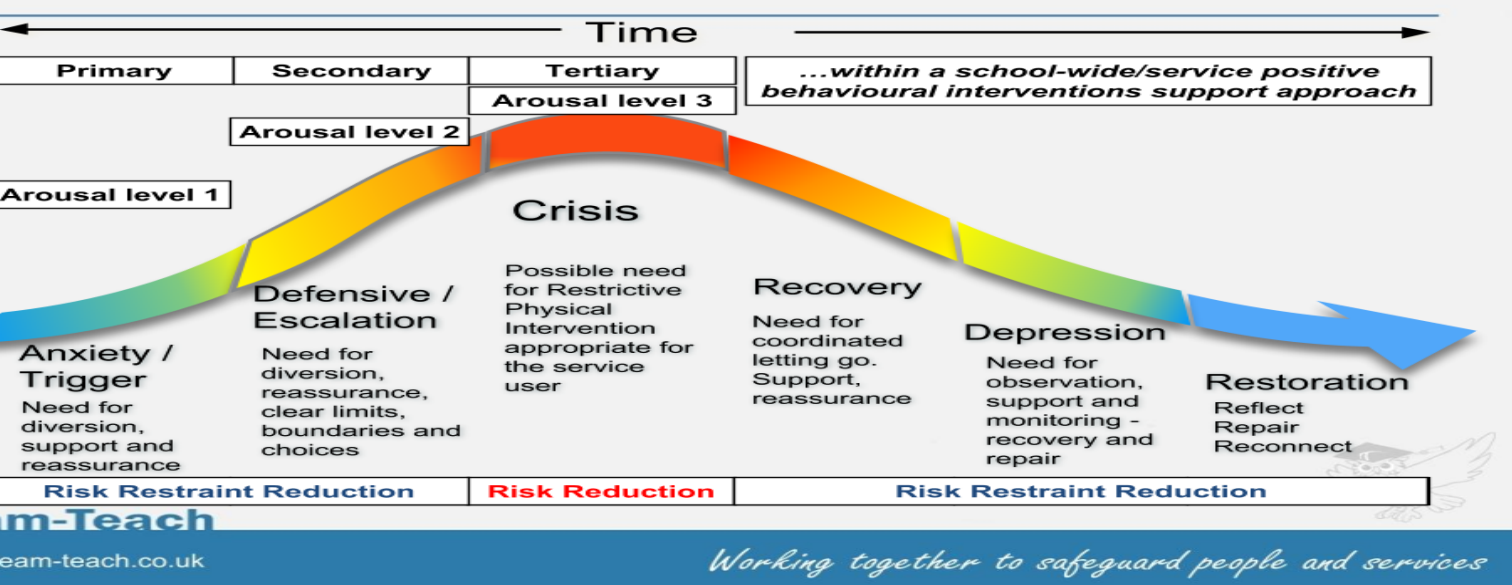 Time
Primary
Secondary
Tertiary
...within a school-wide/service positive
behavioural interventions support approach
Arousal level 3
Arousal level 2
Arousal level 1
Crisis
Possible need
for Restrictive
Physical
Intervention
appropriate for
the service
user
Defensive /
Escalation
Need for
diversion,
reassurance,
clear limits,
boundaries and
choices
Anxiety /
Trigger
Need for
diversion,
support and
reassurance
Recovery
Need for
coordinated
letting go.
Support,
reassurance
Depression
Need for
observation,
support and
monitoring -
recovery and
repair
Restoration
Reflect
Repair
Reconnect
Risk Restraint Reduction
Risk Reduction
Risk Restraint Reduction
am-Teach
eam-teach.co.uk
Working together to safeguard people and services